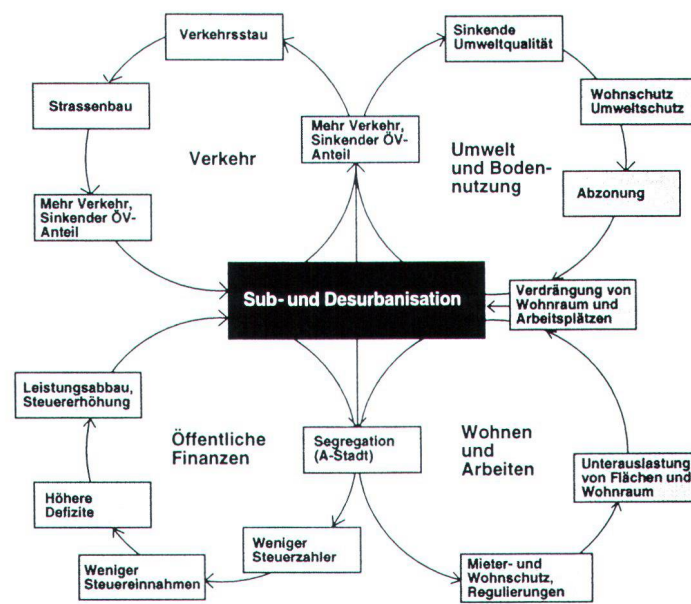 Verkehrsstau
Sinkende
Umweltqualität
Strassenbau
Wohnschutz
Umweltschutz
Mehr Verkehr,
Sinkender ÖV-
Anteil
Verkehr
Umwelt
und Boden-
nutzung
Abzonung
Mehr Verkehr,
Sinkender ÖV-
Anteil
Sub- und Desurbanisation
Verdrängung von
Wohnraum und
Arbeitsplätzen
Leistungsabbau,
Steuererhöhung
Öffentliche
Finanzen
Segregation
(A-Stadt)
Wohnen
und
Arbeiten
Unterauslastung
von Flächen und
Wohnraum
Höhere
Defizite
Weniger
Steuerzahler
Weniger
Steuereinnahmen
Mieter- und
Wohnschutz,
Regulierungen